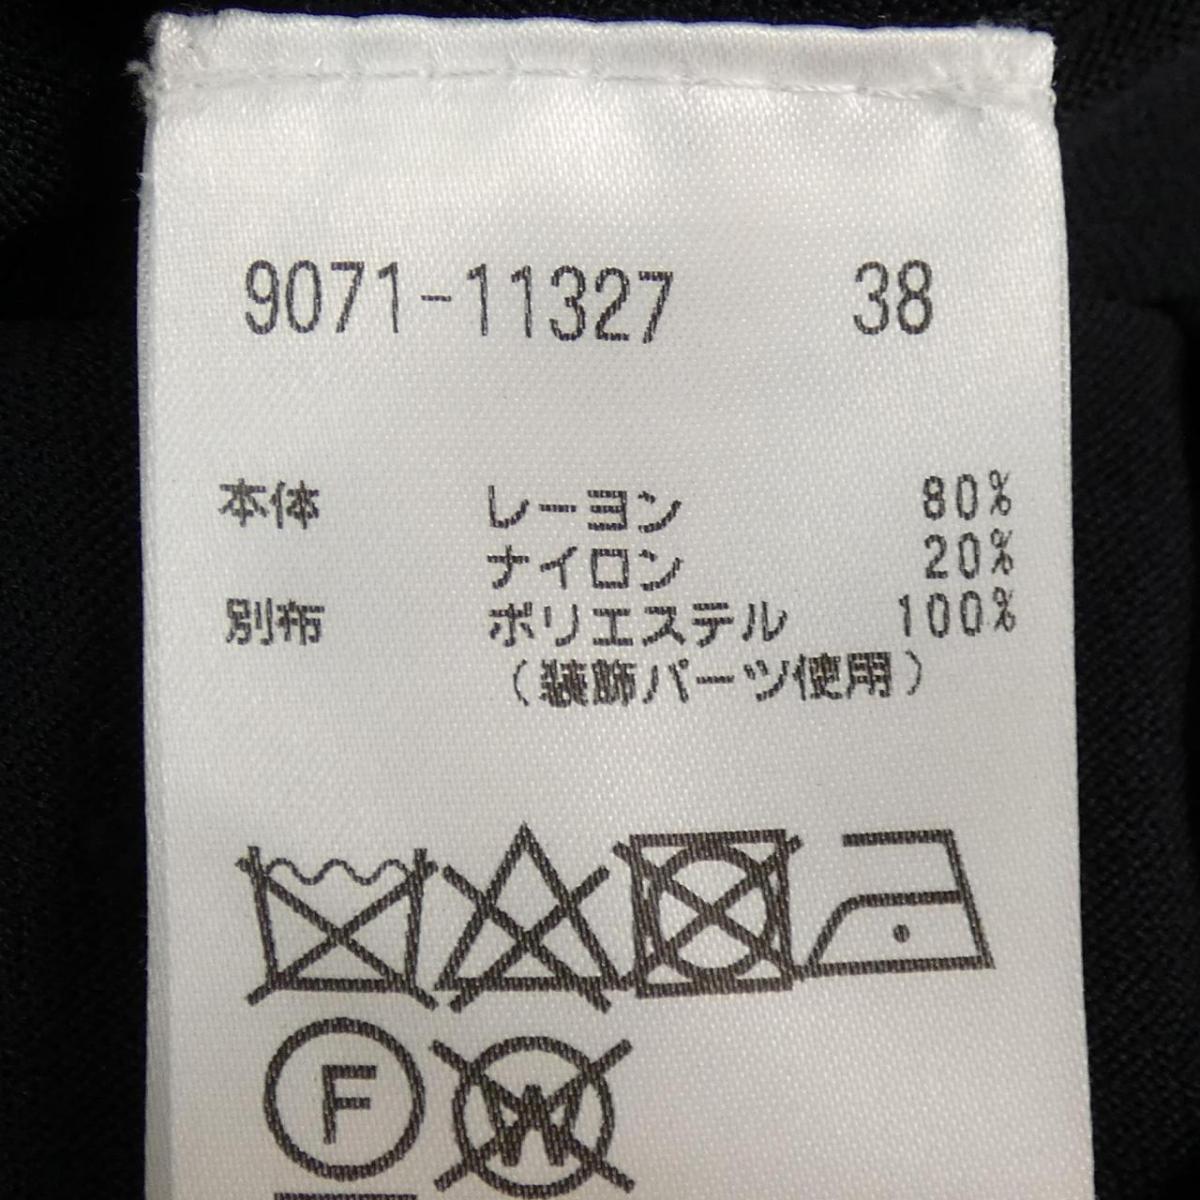 9071-11327 38
本体 レーヨン 80%
ナイロン 20%
別布 ポリエステル 100%
(装飾パーツ使用)
F W